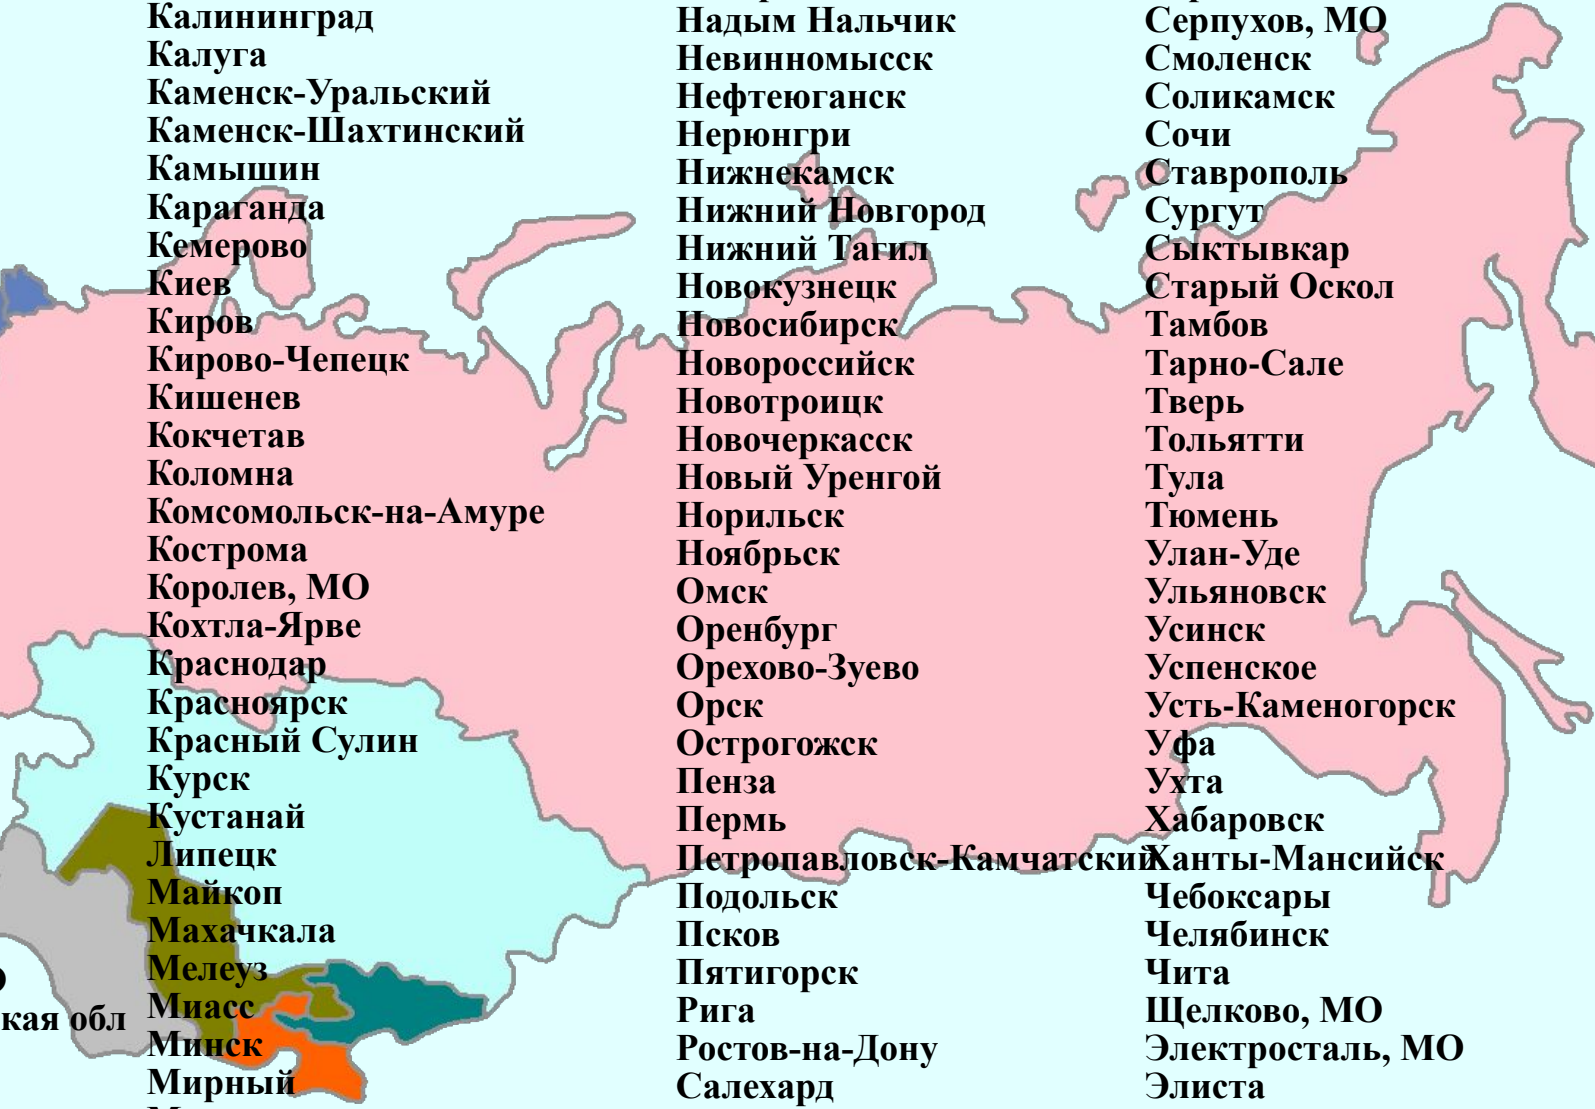 кая обл
Калининград
Калуга
Каменск-Уральский
Каменск-Шахтинский
Камышин
Караганда
Кемерово
Киев
Киров
Кирово-Чепецк
Кишенев
Кокчетав
Коломна
Комсомольск-на-Амуре
Кострома
Королев, МО
Кохтла-Ярве
Краснодар
Красноярск
Красный Сулин
Курск
Кустанай
Липецк
Майкоп
Махачкала
Мелеуз
Миасс
Минск
Мирный
Надым Нальчик
Невинномысск
Нефтеюганск
Нерюнгри
Нижнекамск
Нижний Новгород
Нижний Тагил
Новокузнецк
Новосибирск
Новороссийск
Новотроицк
Новочеркасск
Новый Уренгой
Норильск
Ноябрьск
Омск
Оренбург
Орехово-Зуево
Орск
Острогожск
Пенза
Пермь
Петропавловск-Камчатский
Подольск
Псков
Пятигорск
Рига
Ростов-на-Дону
Салехард
Серпухов, МО
Смоленск
Соликамск
Сочи
Ставрополь
Сургут
Сыктывкар
Старый Оскол
Тамбов
Тарно-Сале
Тверь
Тольятти
Тула
Тюмень
Улан-Уде
Ульяновск
Усинск
Успенское
Усть-Каменогорск
Уфа
Ухта
Хабаровск
Ханты-Мансийск
Чебоксары
Челябинск
Чита
Щелково, МО
Электросталь, МО
Элиста